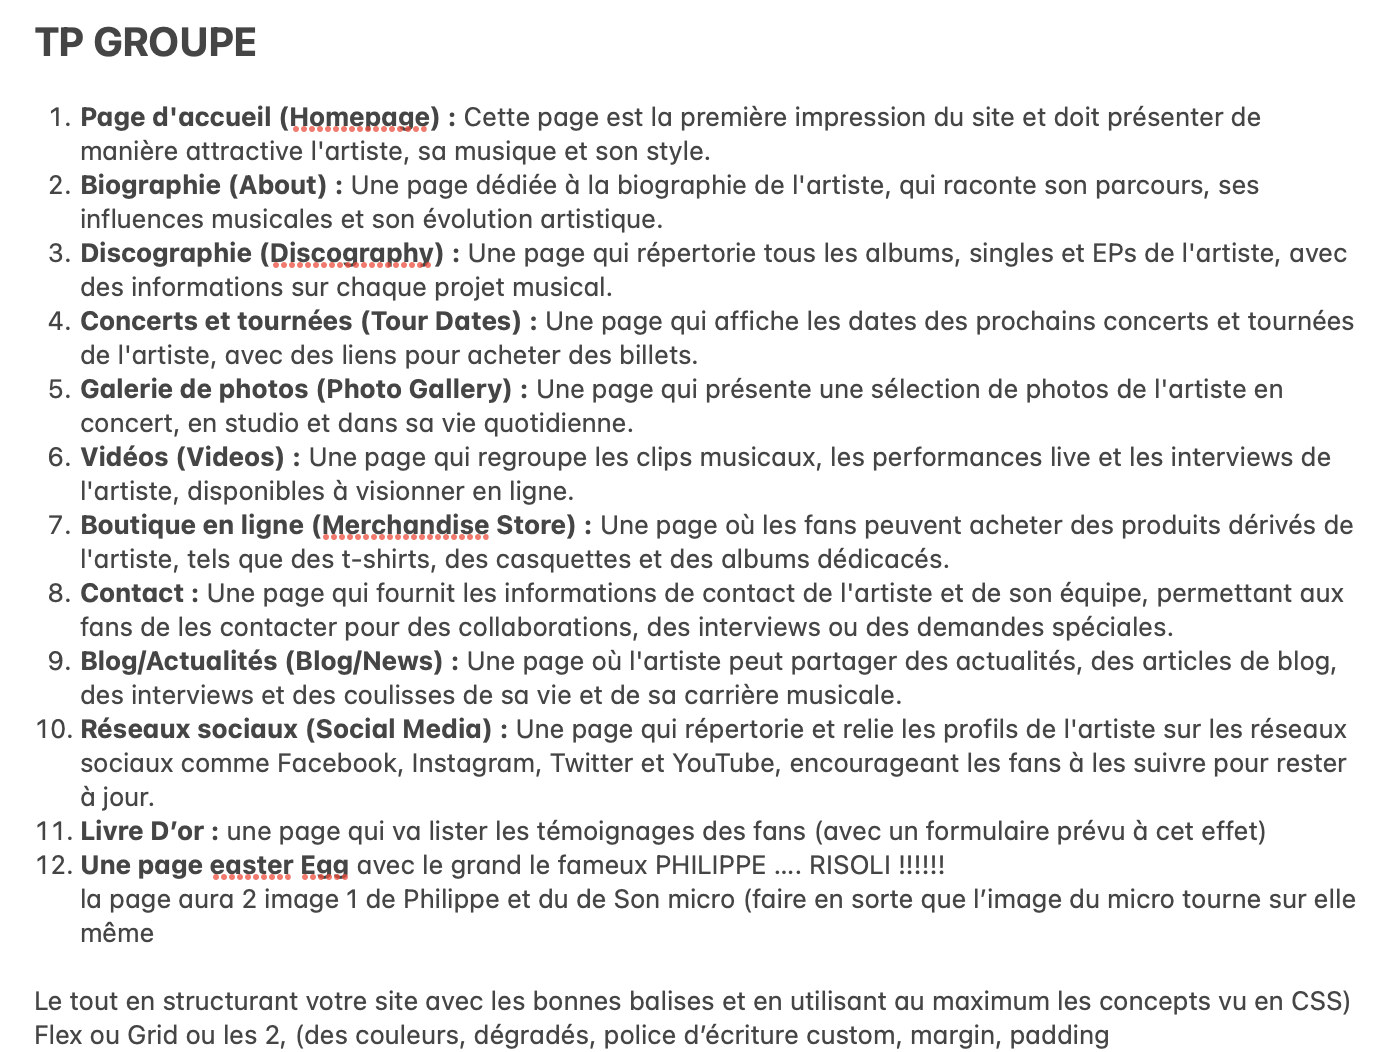 TP GROUPE
1. Page d'accueil (Homepage) : Cette page est la première impression du site et doit présenter de
manière attractive l'artiste, sa musique et son style.
2. Biographie (About) : Une page dédiée à la biographie de l'artiste, qui raconte son parcours, ses
influences musicales et son évolution artistique.
3. Discographie (Discography) : Une page qui répertorie tous les albums, singles et EPs de l'artiste, avec
des informations sur chaque projet musical.
4. Concerts et tournées (Tour Dates) : Une page qui affiche les dates des prochains concerts et tournées
de l'artiste, avec des liens pour acheter des billets.
5. Galerie de photos (Photo Gallery) : Une page qui présente une sélection de photos de l'artiste en
concert, en studio et dans sa vie quotidienne.
6. Vidéos (Videos) : Une page qui regroupe les clips musicaux, les performances live et les interviews de
l'artiste, disponibles à visionner en ligne.
7. Boutique en ligne (Merchandise Store) : Une page où les fans peuvent acheter des produits dérivés de
l'artiste, tels que des t-shirts, des casquettes et des albums dédicacés.
8. Contact : Une page qui fournit les informations de contact de l'artiste et de son équipe, permettant aux
fans de les contacter pour des collaborations, des interviews ou des demandes spéciales.
9. Blog/Actualités (Blog/News) : Une page où l'artiste peut partager des actualités, des articles de blog,
des interviews et des coulisses de sa vie et de sa carrière musicale.
10. Réseaux sociaux (Social Media) : Une page qui répertorie et relie les profils de l'artiste sur les réseaux
sociaux comme Facebook, Instagram, Twitter et YouTube, encourageant les fans à les suivre pour rester
à jour.
11. Livre D’or : une page qui va lister les témoignages des fans (avec un formulaire prévu à cet effet)
12. Une page easter Egg avec le grand le fameux PHILIPPE .... RISOLI !!!!!!
la page aura 2 image 1 de Philippe et du de Son micro (faire en sorte que l’image du micro tourne sur elle
même
Le tout en structurant votre site avec les bonnes balises et en utilisant au maximum les concepts vu en CSS)
Flex ou Grid ou les 2, (des couleurs, dégradés, police d’écriture custom, margin, padding